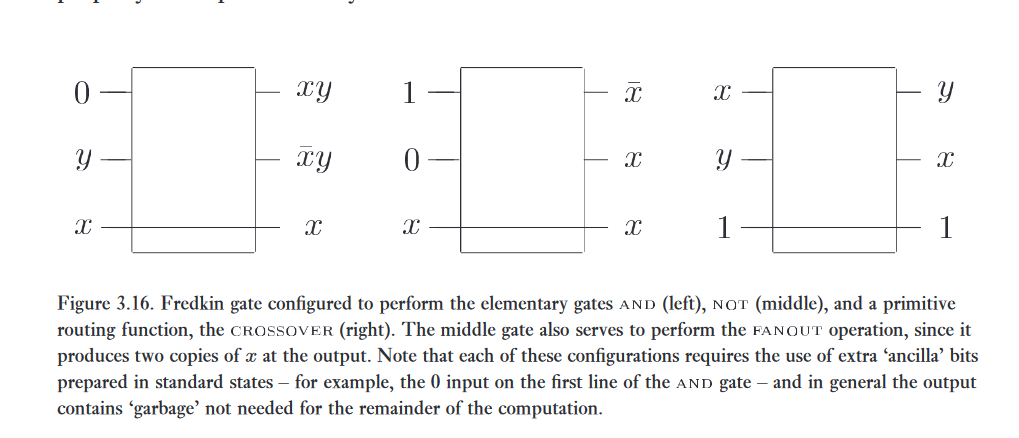 0 xy 1 x̄ x y
y x̄y 0 x y x
x x x x 1 1
Figure 3.16. Fredkin gate configured to perform the elementary gates AND (left), NOT (middle), and a primitive
routing function, the CROSSOVER (right). The middle gate also serves to perform the FANOUT operation, since it
produces two copies of x at the output. Note that each of these configurations requires the use of extra ‘ancilla’ bits
prepared in standard states – for example, the 0 input on the first line of the AND gate – and in general the output
contains ‘garbage’ not needed for the remainder of the computation.